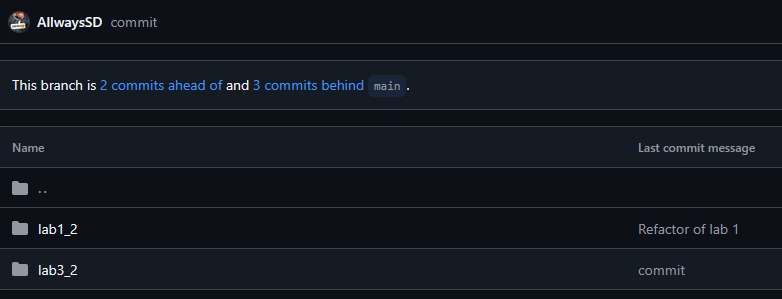 AllwaysSD commit
This branch is 2 commits ahead of and 3 commits behind main.
Name Last commit message
..
lab1_2 Refactor of lab 1
lab3_2 commit